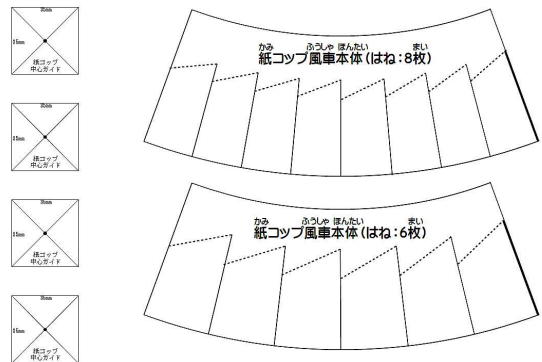 35mm
35mm
紙コップ
中心ガイド
35mm
35mm
紙コップ
中心ガイド
35mm
35mm
紙コップ
中心ガイド
35mm
35mm
紙コップ
中心ガイド
かみ ふうしゃ ほんたい まい
紙コップ風車本体(はね:8枚)
かみ ふうしゃ ほんたい まい
紙コップ風車本体(はね:6枚)